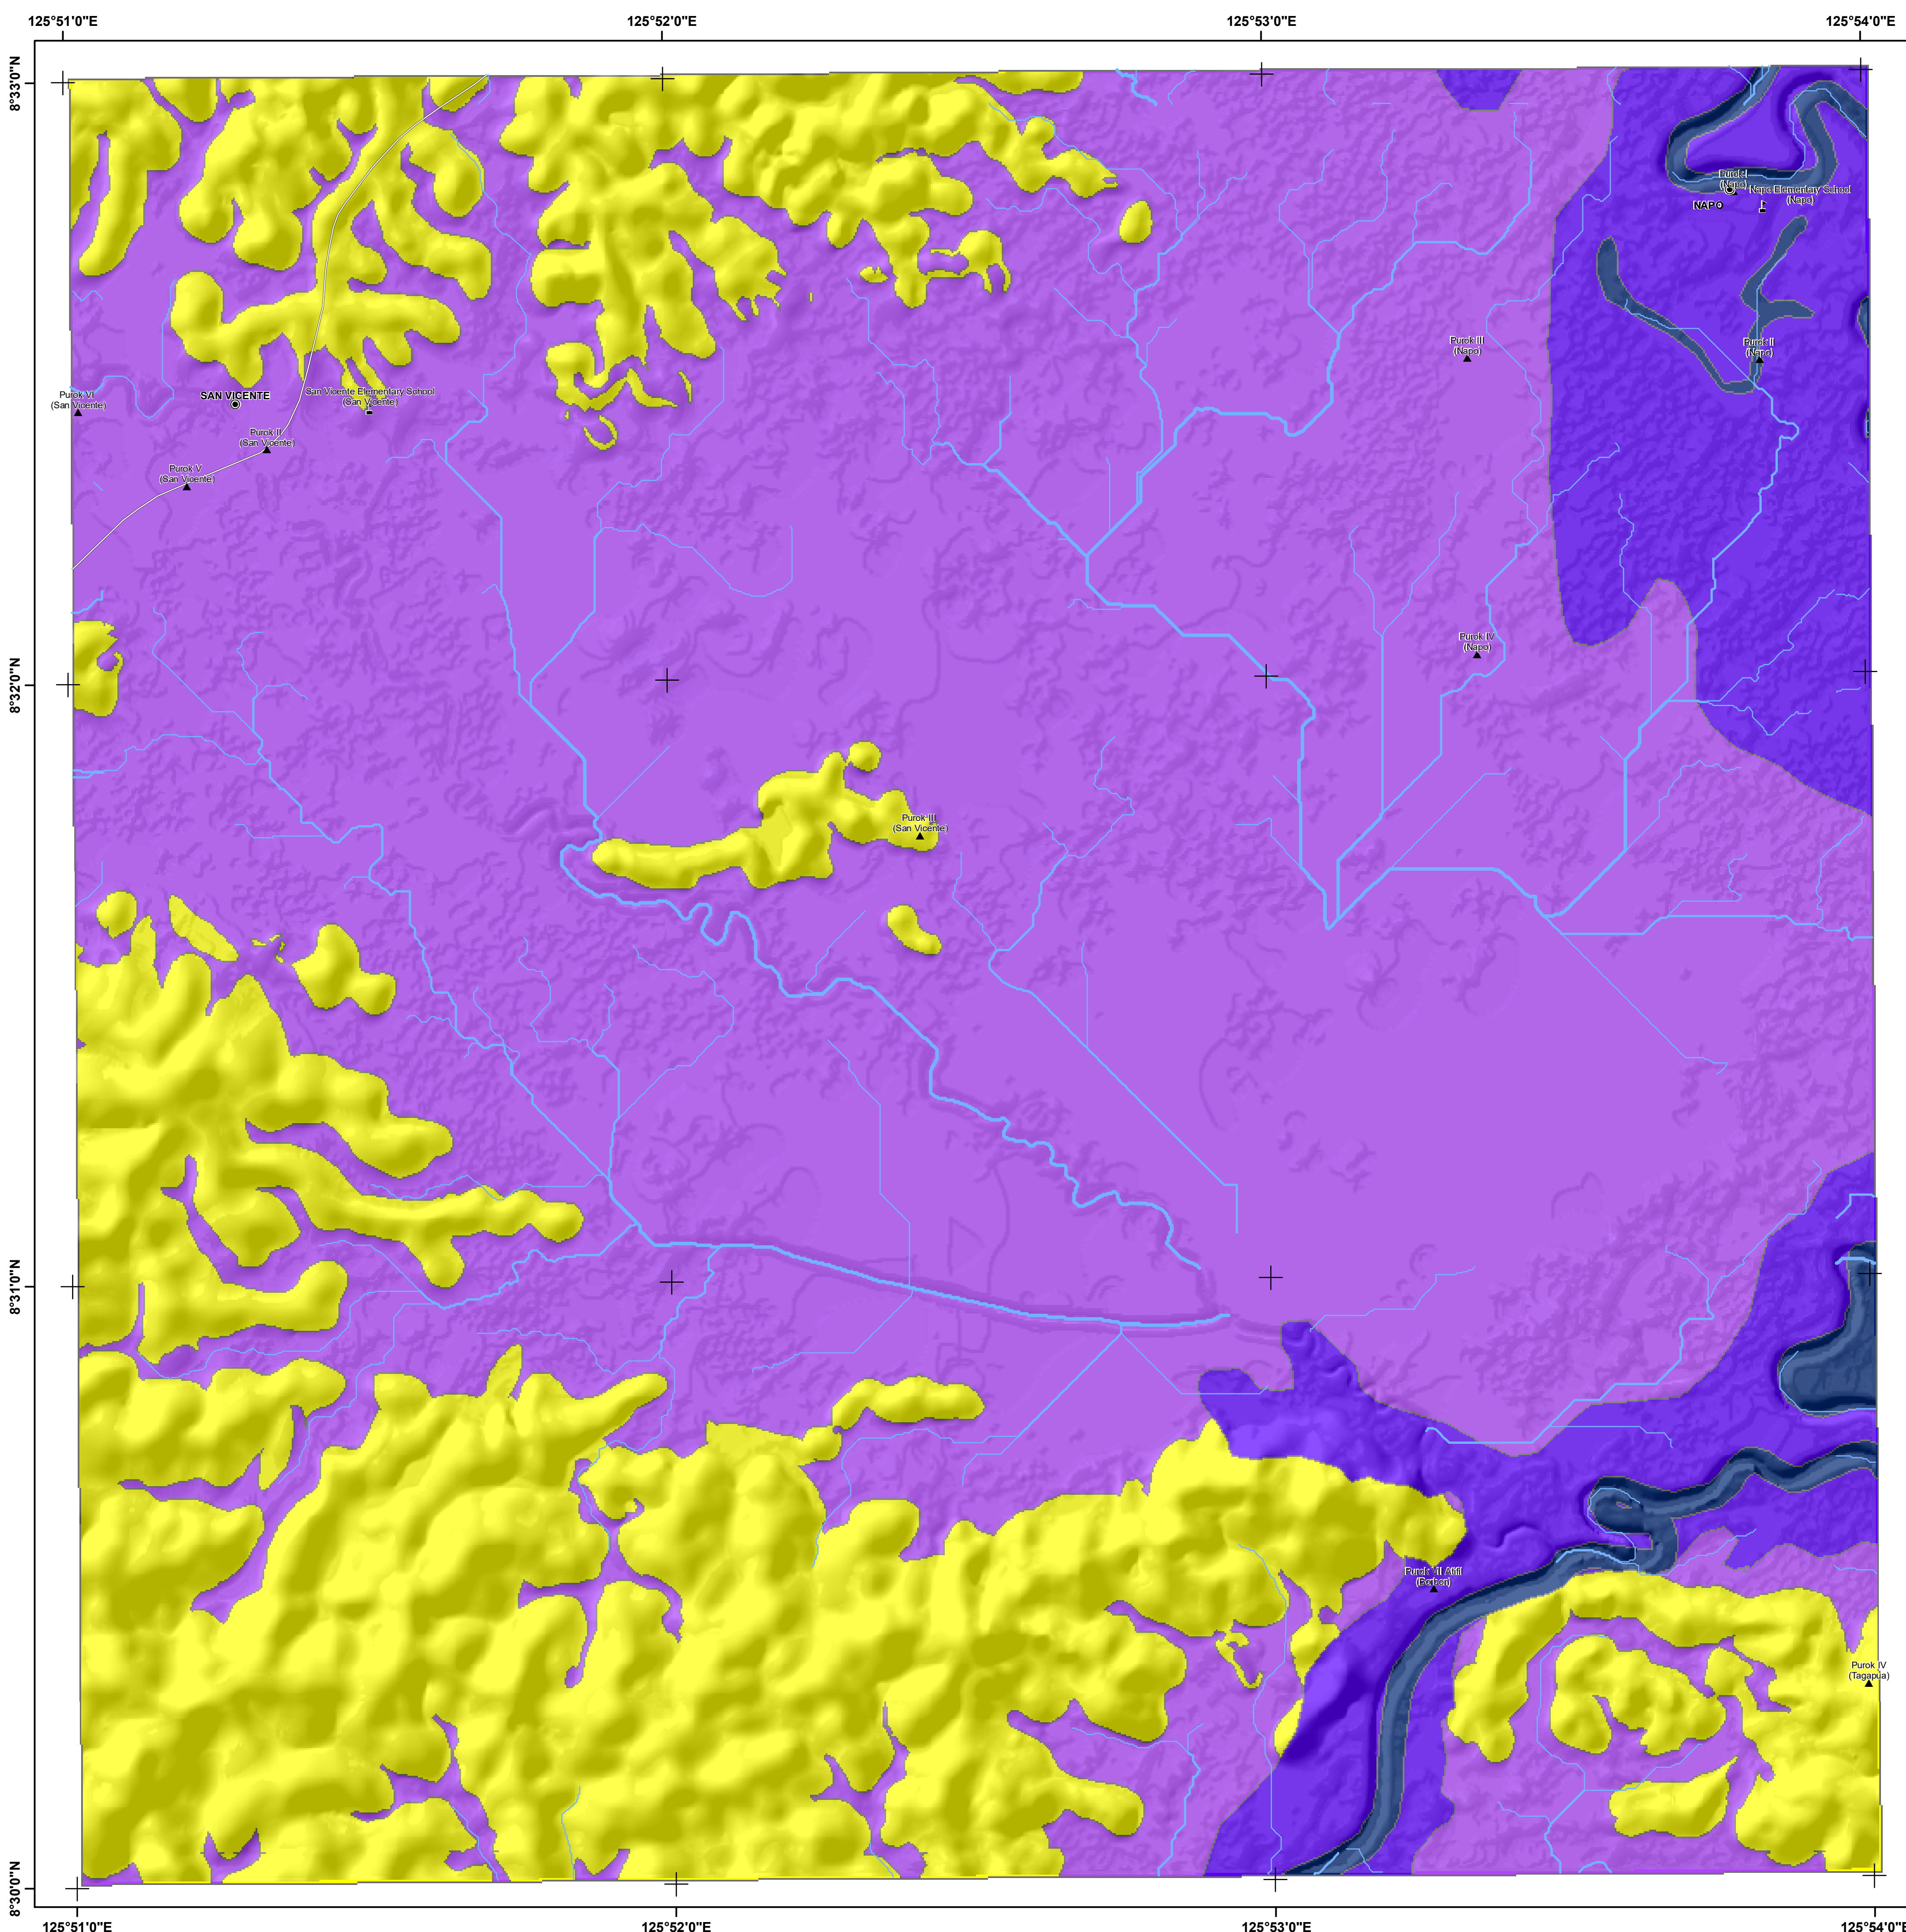 125°51'0"E
125°52'0"E
125°53'0"E
125°54'0"E
8°33'0"N
Purok I
(Napo)
Napo Elementary School
(Napo)
NAPO
Purok III
(Napo)
Purok II
(Napo)
Purok VI
(San Vicente)
SAN VICENTE
San Vicente Elementary School
(San Vicente)
Purok II
(San Vicente)
Purok V
(San Vicente)
Purok IV
(Napo)
8°32'0"N
Purok III
(San Vicente)
8°31'0"N
Purok VII
(Borbon)
Purok IV
(Tagapua)
8°30'0"N
125°51'0"E
125°52'0"E
125°53'0"E
125°54'0"E